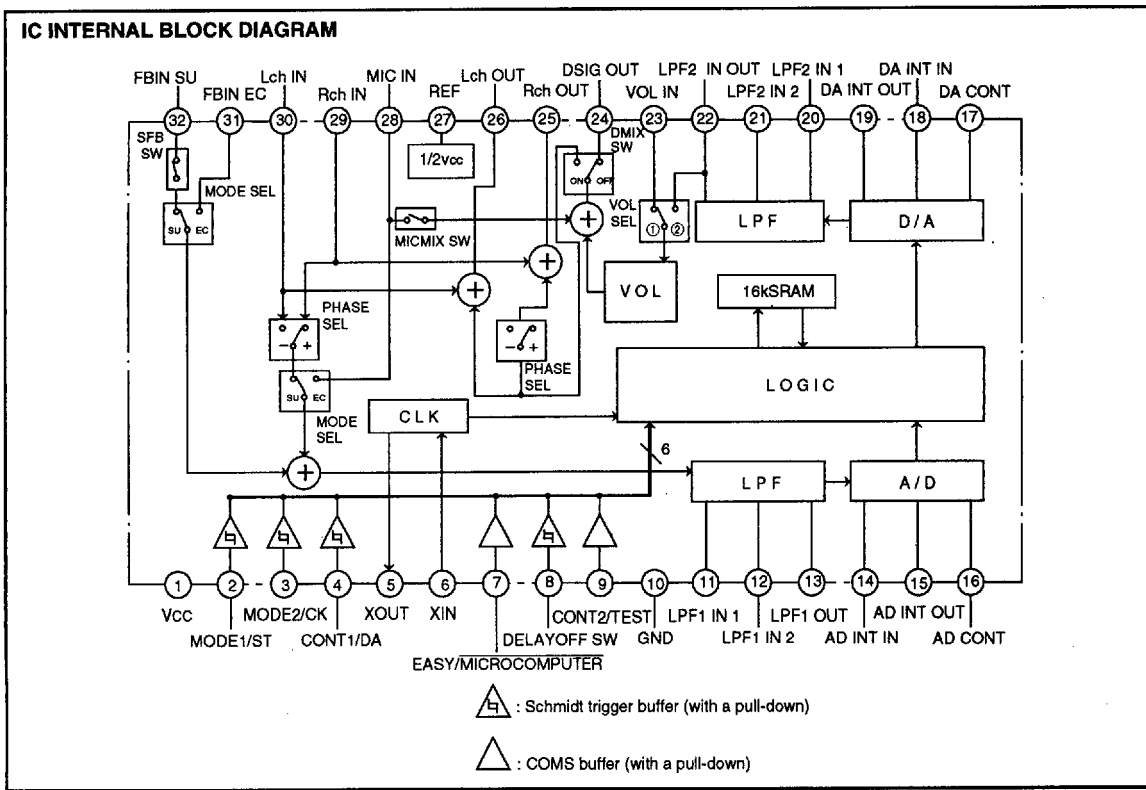 IC INTERNAL BLOCK DIAGRAM
FBIN SU
FBIN EC
Lch IN
Rch IN
MIC IN
REF
Lch OUT
Rch OUT
DSIG OUT
VOL IN
LPF2 IN OUT
LPF2 IN 2
LPF2 IN 1
DA INT OUT
DA INT IN
DA CONT
32
31
30
29
28
27
26
25
24
23
22
21
20
19
18
17
SFB
SW
MODE SEL
SU EC
1/2vcc
DMIX
SW
ON OFF
MICMIX SW
+
VOL
SEL
① ②
LPF
D/A
+
+
VOL
16kSRAM
PHASE
SEL
− +
− +
PHASE
SEL
LOGIC
SU EC
MODE
SEL
CLK
6
+
LPF
A/D
1
2
3
4
5
6
7
8
9
10
11
12
13
14
15
16
Vcc
MODE1/ST
MODE2/CK
CONT1/DA
XOUT
XIN
EASY/MICROCOMPUTER
DELAYOFF SW
CONT2/TEST
GND
LPF1 IN 1
LPF1 IN 2
LPF1 OUT
AD INT IN
AD INT OUT
AD CONT
: Schmidt trigger buffer (with a pull-down)
: COMS buffer (with a pull-down)